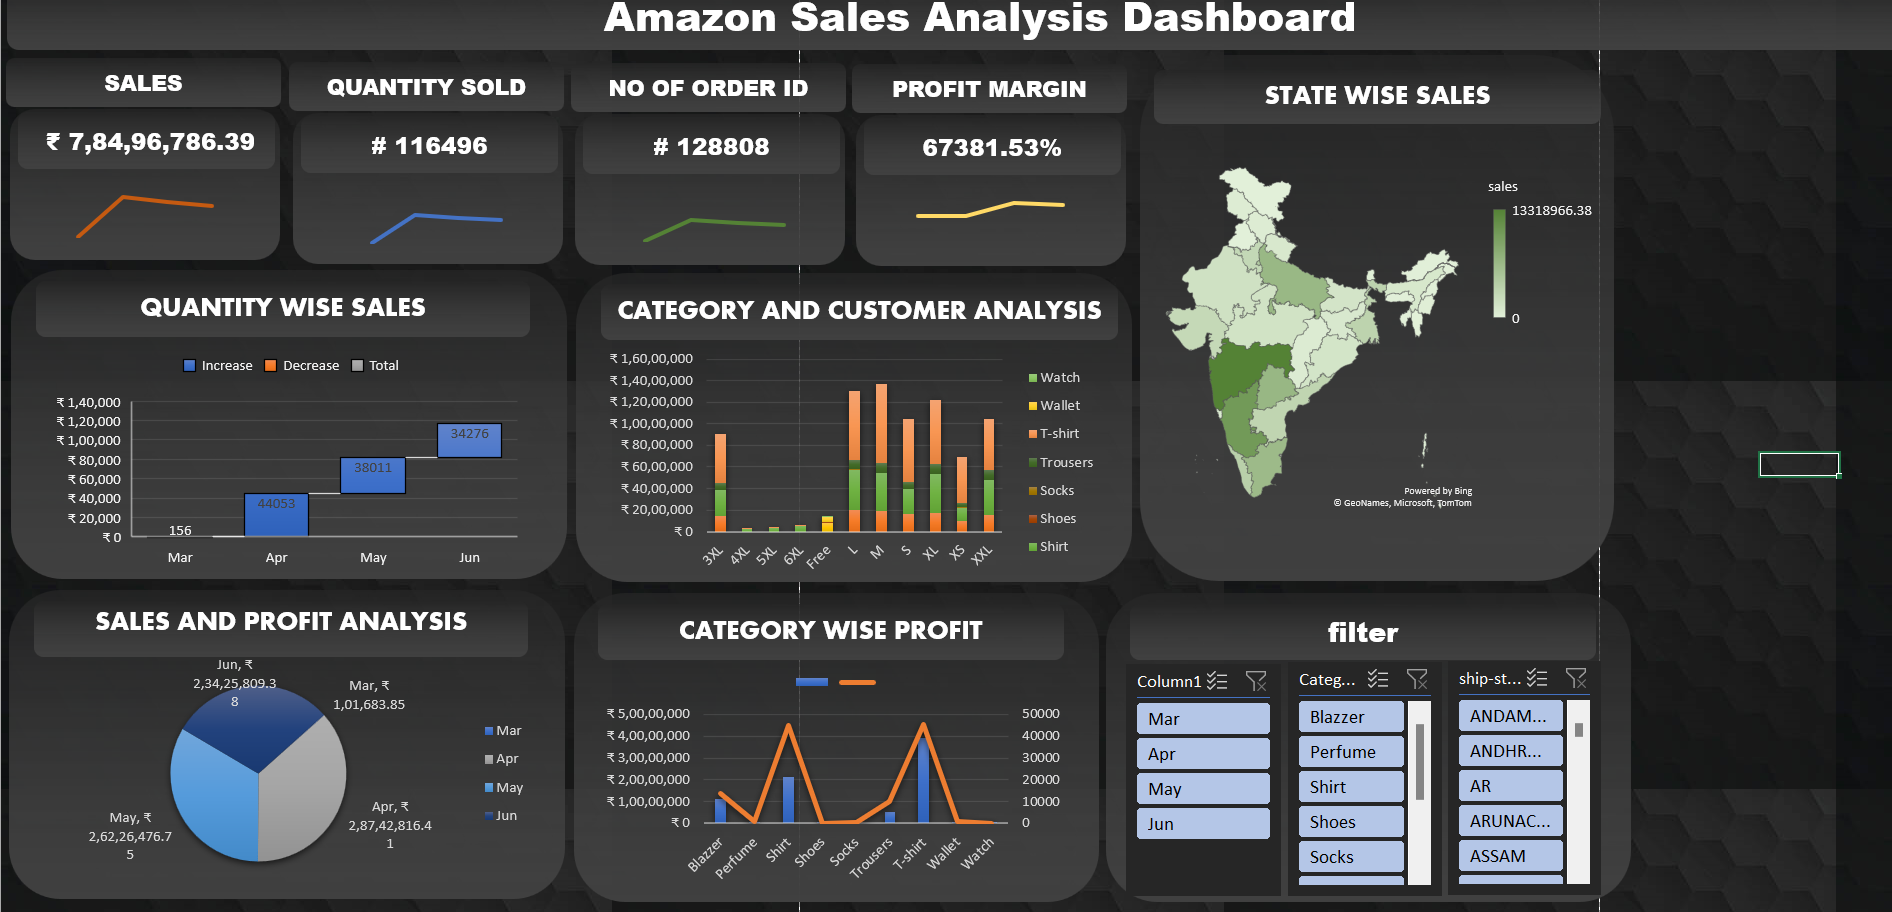 Amazon Sales Analysis Dashboard
SALES
₹ 7,84,96,786.39
QUANTITY SOLD
# 116496
NO OF ORDER ID
# 128808
PROFIT MARGIN
67381.53%
STATE WISE SALES
sales
13318966.38
0
Powered by Bing
© GeoNames, Microsoft, TomTom
QUANTITY WISE SALES
Increase Decrease Total
₹ 1,40,000
₹ 1,20,000
₹ 1,00,000
₹ 80,000
₹ 60,000
₹ 40,000
₹ 20,000
₹ 0
156
44053
38011
34276
Mar Apr May Jun
CATEGORY AND CUSTOMER ANALYSIS
₹ 1,60,00,000
₹ 1,40,00,000
₹ 1,20,00,000
₹ 1,00,00,000
₹ 80,00,000
₹ 60,00,000
₹ 40,00,000
₹ 20,00,000
₹ 0
3XL 4XL 5XL 6XL Free L M S XL XS XXL
Watch
Wallet
T-shirt
Trousers
Socks
Shoes
Shirt
SALES AND PROFIT ANALYSIS
Jun, ₹
2,34,25,809.3
8
Mar, ₹
1,01,683.85
May, ₹
2,62,26,476.7
5
Apr, ₹
2,87,42,816.4
1
Mar
Apr
May
Jun
CATEGORY WISE PROFIT
₹ 5,00,00,000
₹ 4,00,00,000
₹ 3,00,00,000
₹ 2,00,00,000
₹ 1,00,00,000
₹ 0
50000
40000
30000
20000
10000
0
Blazzer Perfume Shirt Shoes Socks Trousers T-shirt Wallet Watch
filter
Column1
Mar
Apr
May
Jun
Categ...
Blazzer
Perfume
Shirt
Shoes
Socks
ship-st...
ANDAM...
ANDHR...
AR
ARUNAC...
ASSAM